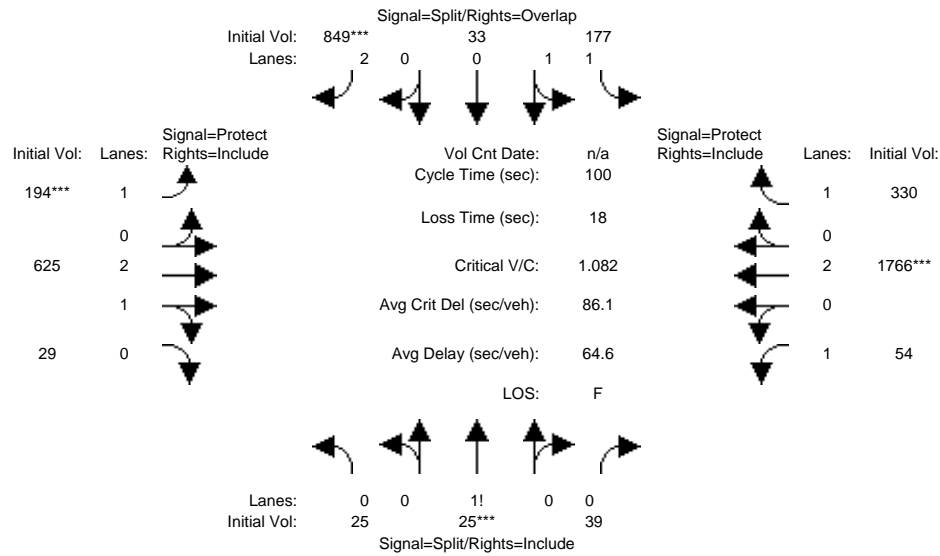 Signal=Split/Rights=Overlap
Initial Vol: 849*** 33 177
Lanes: 2 0 0 1 1
Signal=Protect Signal=Protect
Initial Vol: Lanes: Rights=Include Vol Cnt Date: n/a Rights=Include Lanes: Initial Vol:
Cycle Time (sec): 100
194*** 1 1 330
Loss Time (sec): 18
0 0
625 2 Critical V/C: 1.082 2 1766***
1 Avg Crit Del (sec/veh): 86.1 0
29 0 Avg Delay (sec/veh): 64.6 1 54
LOS: F
Lanes: 0 0 1! 0 0
Initial Vol: 25 25*** 39
Signal=Split/Rights=Include